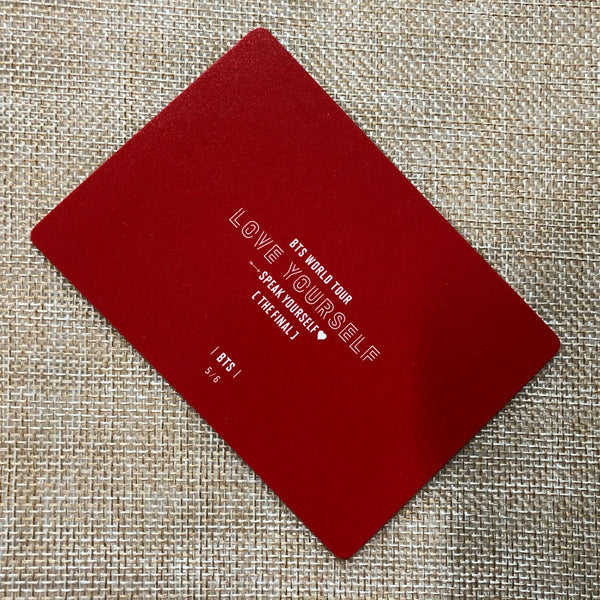 BTS WORLD TOUR
LOVE YOURSELF
SPEAK YOURSELF
[THE FINAL]
| BTS |
5/6